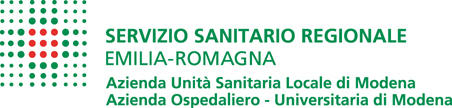 SERVIZIO SANITARIO REGIONALE
EMILIA-ROMAGNA
Azienda Unità Sanitaria Locale di Modena
Azienda Ospedaliero - Universitaria di Modena